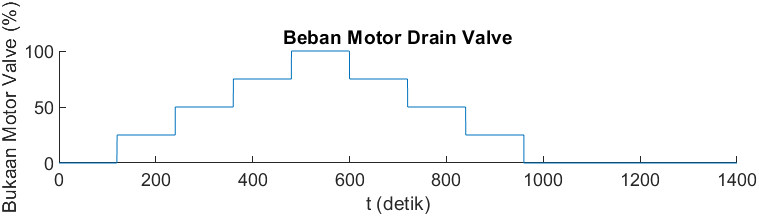 Beban Motor Drain Valve
Bukaan Motor Valve (%)
100
50
0
0 200 400 600 800 1000 1200 1400
t (detik)